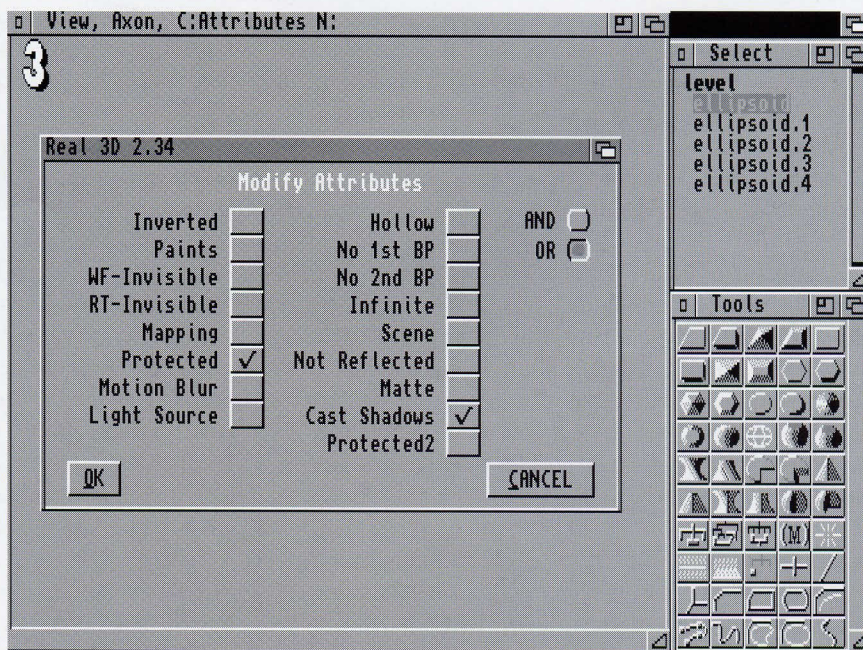 View, Axon, C:Attributes N:
3
Real 3D 2.34
Modify Attributes
Inverted
Paints
WF-Invisible
RT-Invisible
Mapping
Protected ✓
Motion Blur
Light Source
Hollow
No 1st BP
No 2nd BP
Infinite
Scene
Not Reflected
Matte
Cast Shadows ✓
Protected2
AND
OR
OK
CANCEL
Select
level
ellipsoid
ellipsoid.1
ellipsoid.2
ellipsoid.3
ellipsoid.4
Tools
(M)